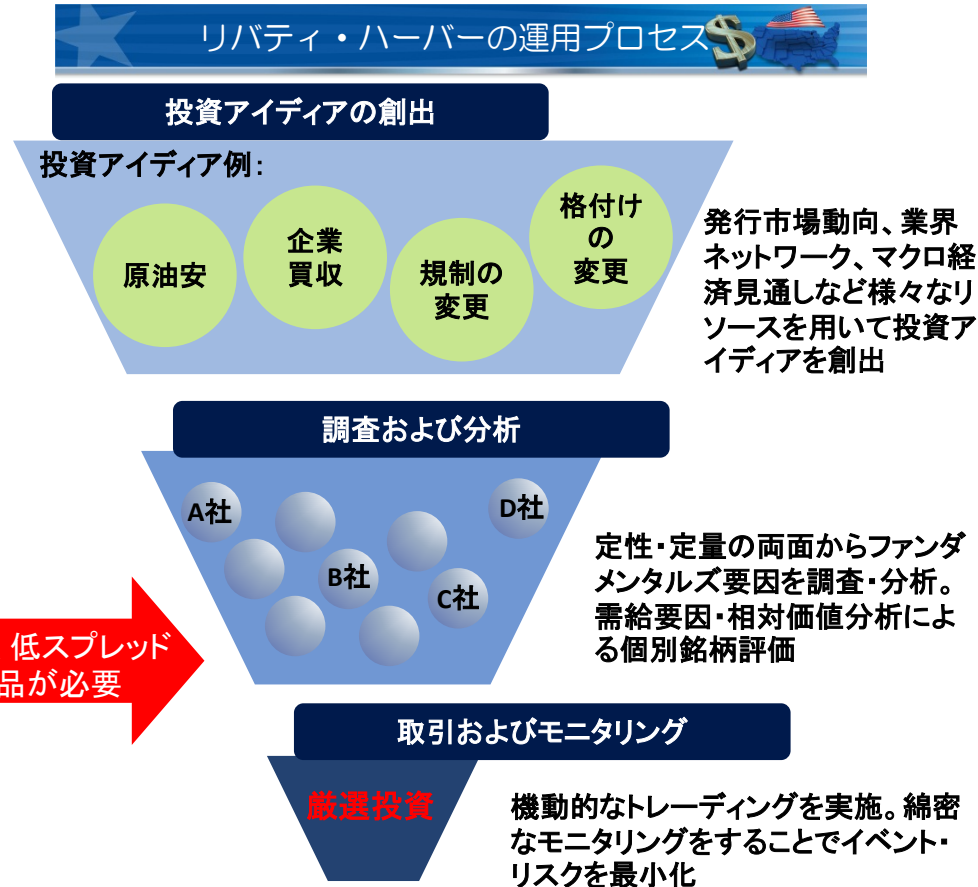 リバティ・ハーバーの運用プロセス
投資アイディアの創出
投資アイディア例：
原油安
企業
買収
規制の
変更
格付け
の
変更
発行市場動向、業界
ネットワーク、マクロ経
済見通しなど様々なリ
ソースを用いて投資ア
イディアを創出
調査および分析
A社
B社
C社
D社
定性・定量の両面からファンダ
メンタルズ要因を調査・分析。
需給要因・相対価値分析によ
る個別銘柄評価
低スプレッド
品が必要
取引およびモニタリング
厳選投資
機動的なトレーディングを実施。綿密
なモニタリングをすることでイベント・
リスクを最小化